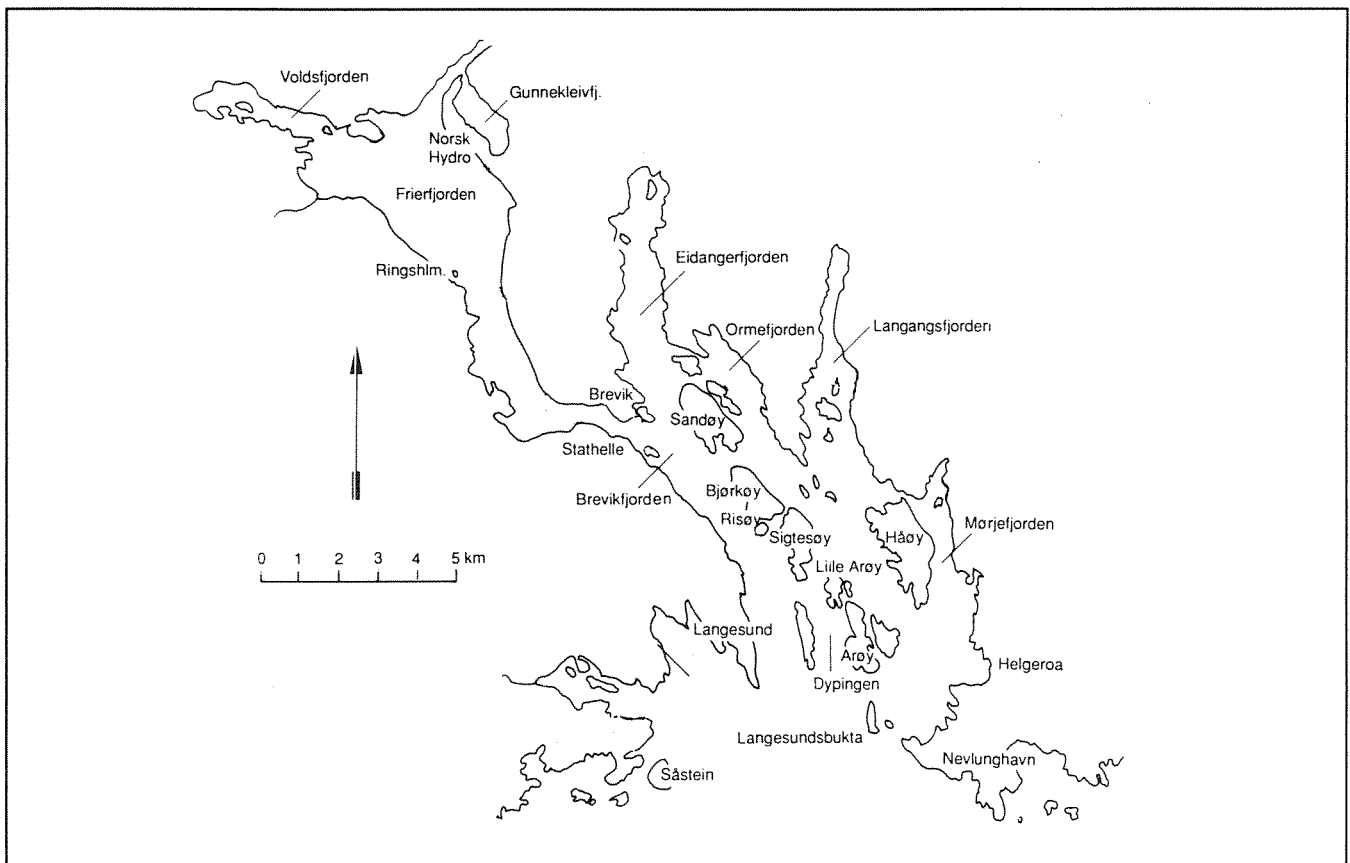 Voldsfjorden
Gunnekleivfj.
Norsk
Hydro
Frierfjorden
Eidangerfjorden
Ringshlm.
Ormefjorden
Langangsfjorden
Brevik
Sandøy
Stathelle
Bjørkøy
Brevikfjorden
Risøy
Mørjefjorden
Sigtesøy
Håøy
0 1 2 3 4 5 km
Lille Arøy
Langesund
Arøy
Helgeroa
Dypingen
Langesundsbukta
Nevlunghavn
Såstein